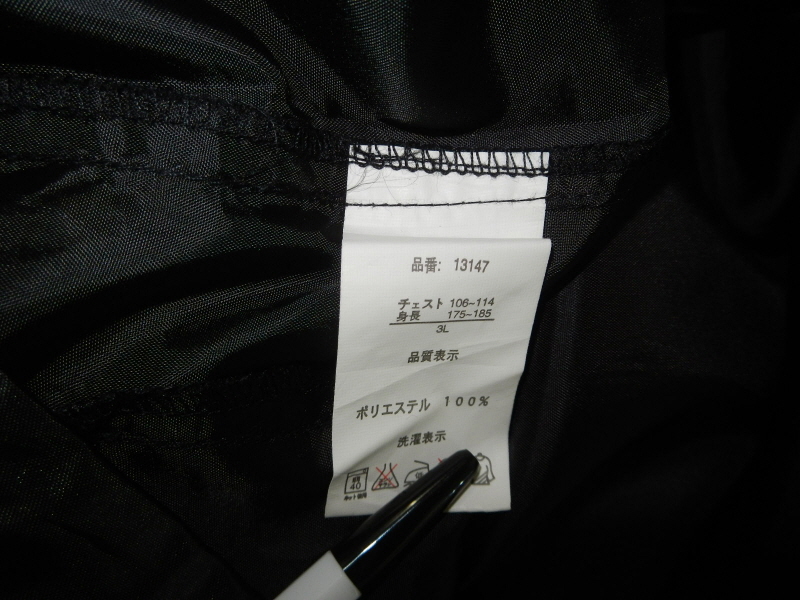 品番: 13147
チェスト 106~114
身長 175~185
3L
品質表示
ポリエステル 100%
洗濯表示
40